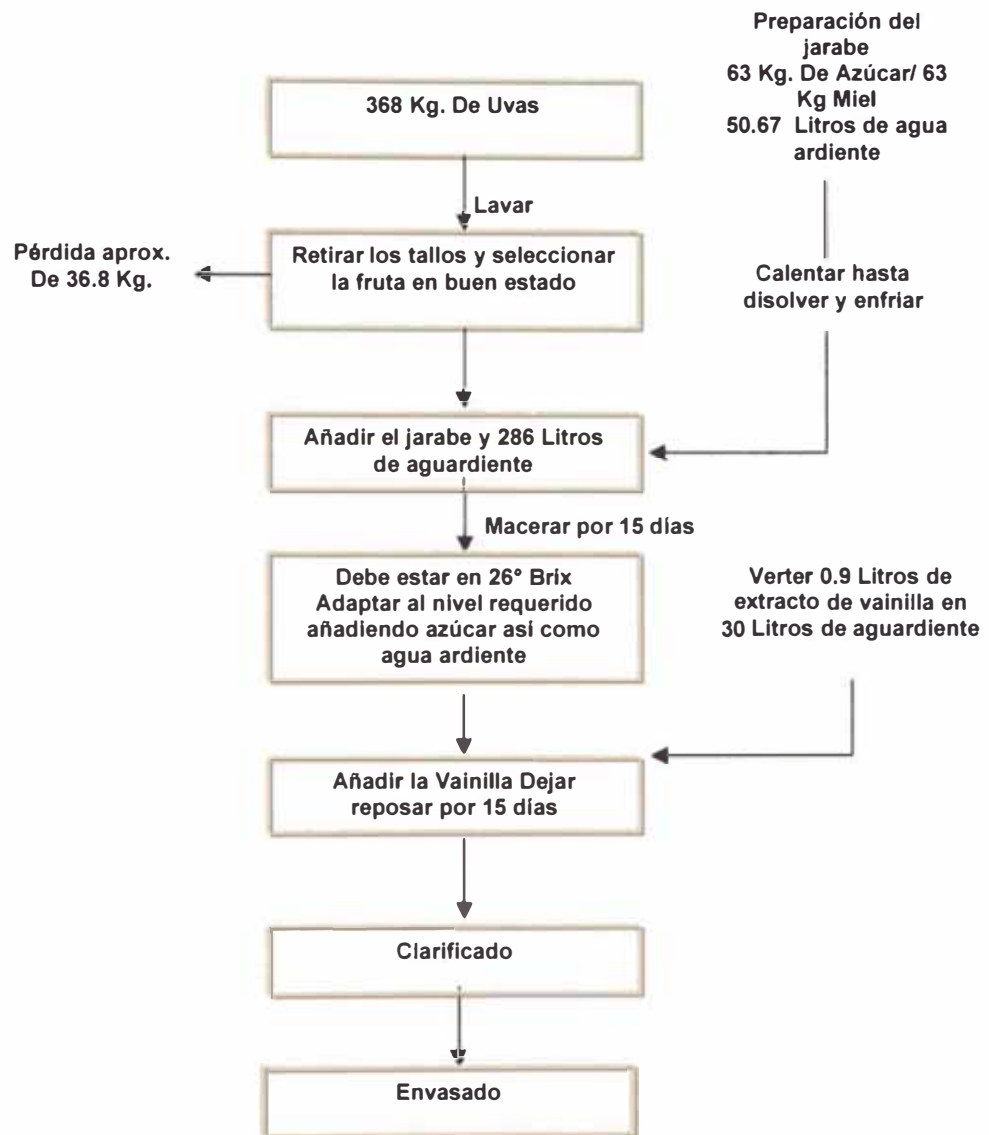 Preparación del
jarabe
63 Kg. De Azúcar/ 63
Kg Miel
50.67 Litros de agua
ardiente
368 Kg. De Uvas
Lavar
Pérdida aprox.
De 36.8 Kg.
Retirar los tallos y seleccionar
la fruta en buen estado
Calentar hasta
disolver y enfriar
Añadir el jarabe y 286 Litros
de aguardiente
Macerar por 15 días
Debe estar en 26° Brix
Adaptar al nivel requerido
añadiendo azúcar así como
agua ardiente
Verter 0.9 Litros de
extracto de vainilla en
30 Litros de aguardiente
Añadir la Vainilla Dejar
reposar por 15 días
Clarificado
Envasado